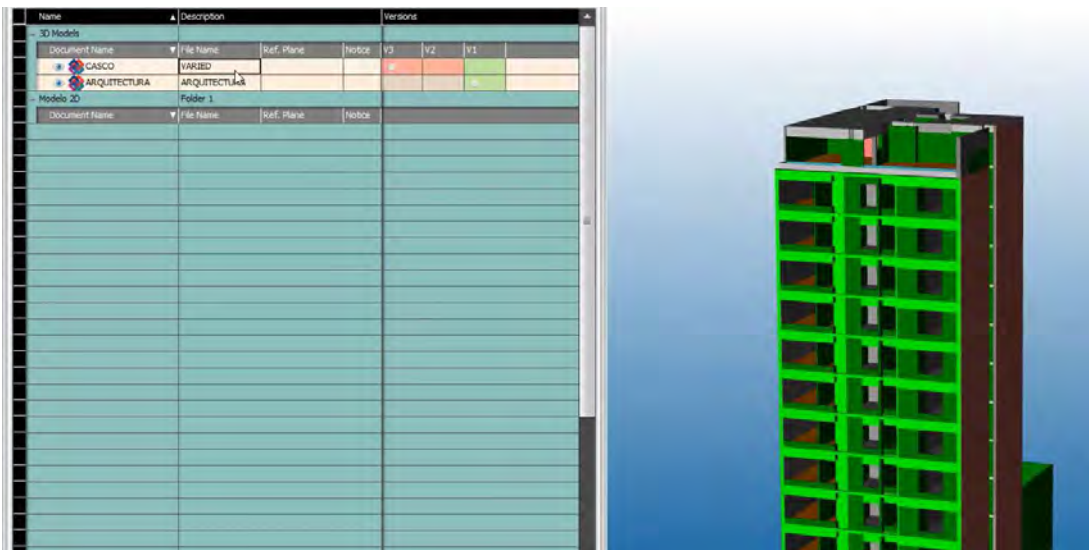 Name Description Versions
3D Models
Document Name File Name Ref. Plane Notice V3 V2 V1
CASCO VARIED
ARQUITECTURA ARQUITECTURA
Modelo 2D Folder 1
Document Name File Name Ref. Plane Notice